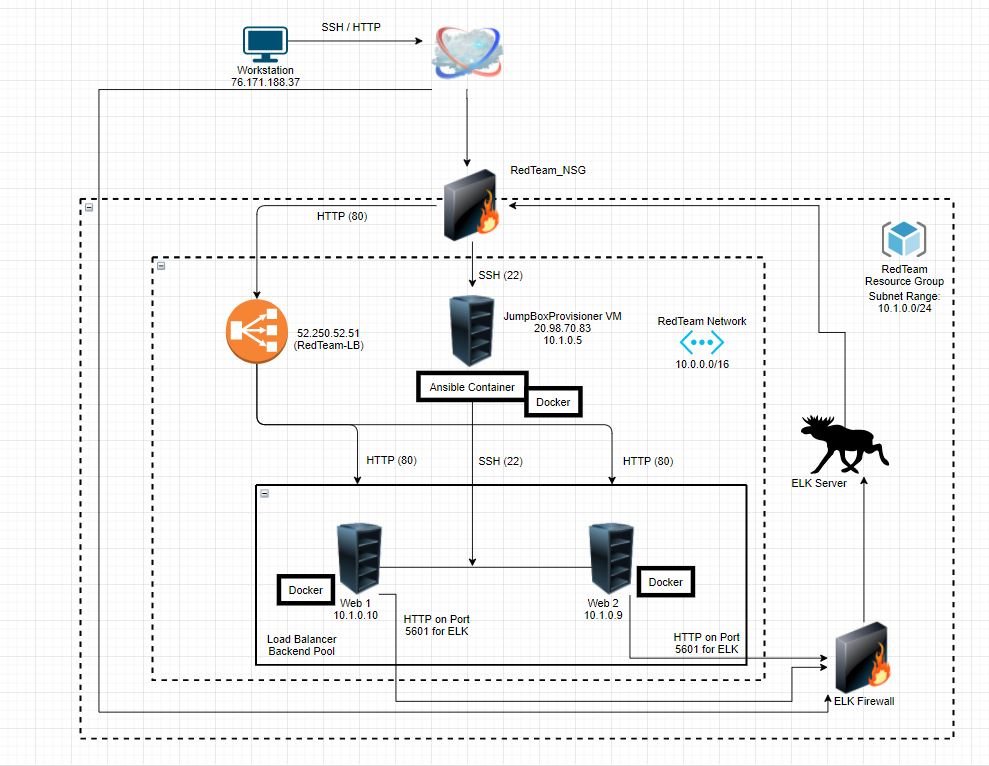 SSH / HTTP
Workstation
76.171.188.37
RedTeam_NSG
HTTP (80)
SSH (22)
RedTeam
Resource Group
Subnet Range:
10.1.0.0/24
52.250.52.51
(RedTeam-LB)
JumpBoxProvisioner VM
20.98.70.83
10.1.0.5
RedTeam Network
10.0.0.0/16
Ansible Container
Docker
HTTP (80)
SSH (22)
HTTP (80)
ELK Server
Docker
Web 1
10.1.0.10
Docker
Web 2
10.1.0.9
HTTP on Port
5601 for ELK
HTTP on Port
5601 for ELK
Load Balancer
Backend Pool
ELK Firewall